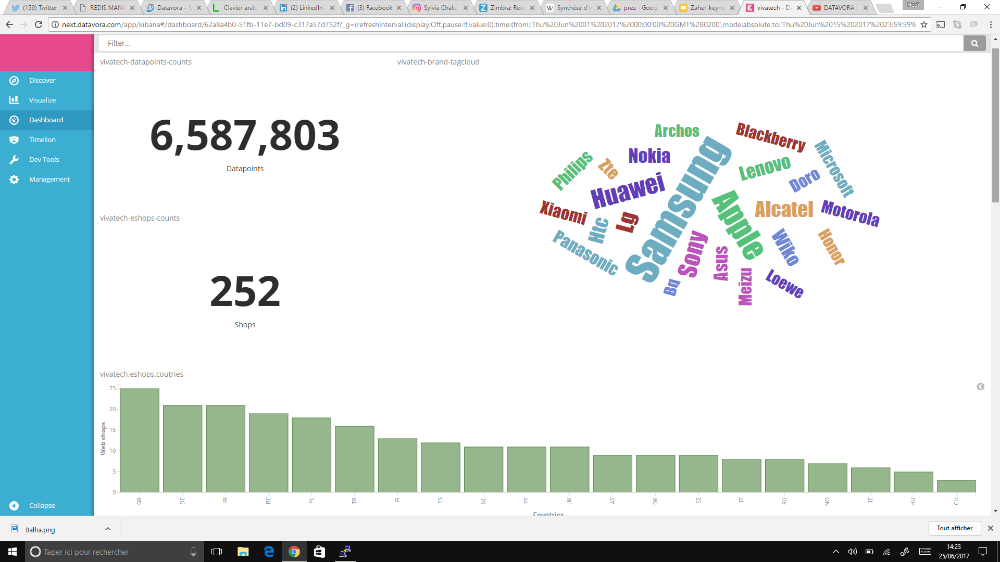 (159) Twitter
REDIS MANA
Datavora – S
Clavier arabe
(2) LinkedIn
(3) Facebook
Sylvia Chaler
Zimbra: Réce
Synthèse d'o
prez - Googl
Zaher-keyno
vivatech - Da
DATAVORA :
Hedi
next.datavora.com/app/kibana#/dashboard/62a8a4b0-51fb-11e7-bd09-c317a57d752f?_g=(refreshInterval:(display:Off,pause:!f,value:0),time:(from:'Thu%20Jun%2001%202017%2000:00:00%20GMT%2B0200',mode:absolute,to:'Thu%20Jun%2015%202017%2023:59:59%
Filter...
Discover
Visualize
Dashboard
Timelion
Dev Tools
Management
Collapse
vivatech-datapoints-counts
6,587,803
Datapoints
vivatech-eshops-counts
252
Shops
vivatech-brand-tagcloud
Archos
Blackberry
Microsoft
Philips
Zte
Nokia
Lenovo
Doro
Huawei
Samsung
Apple
Alcatel
Motorola
Xiaomi
Htc
Lg
Panasonic
Sony
Asus
Wiko
Honor
Bq
Meizu
Loewe
vivatech.eshops.coutries
Web shops
25
20
15
10
5
0
GR
DE
FR
BE
PL
TR
FI
ES
NL
PT
UK
AT
DK
SE
IT
RU
NO
IE
HU
CH
Countries
Balha.png
Tout afficher
Taper ici pour rechercher
14:23
25/06/2017